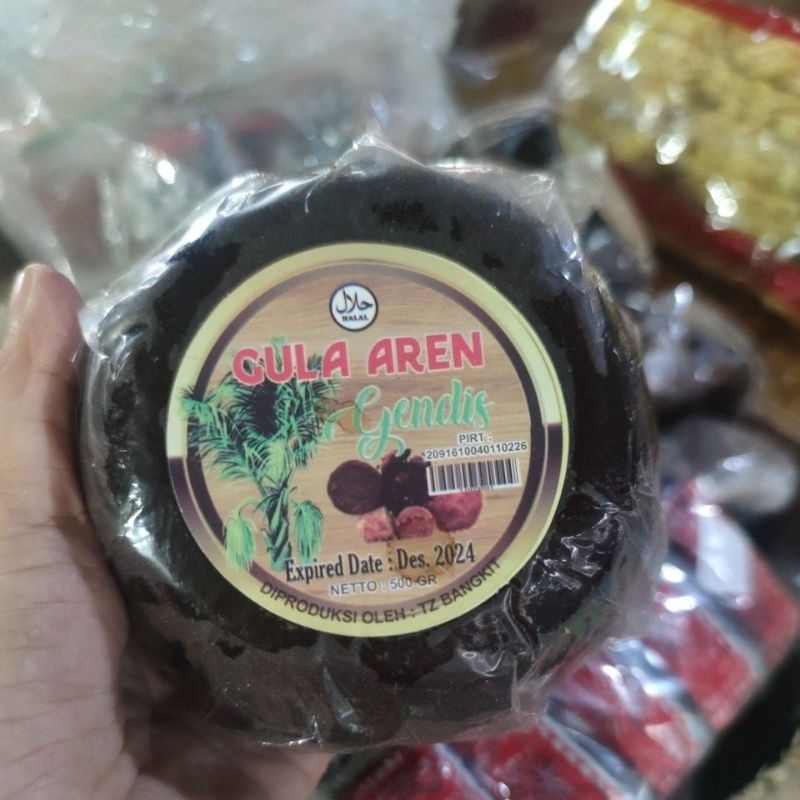 حلال
HALAL
GULA AREN
Gendis
PIRT :
2091610040110226
Expired Date : Des. 2024
NETTO : 500 GR
DIPRODUKSI OLEH : TZ BANGKIT